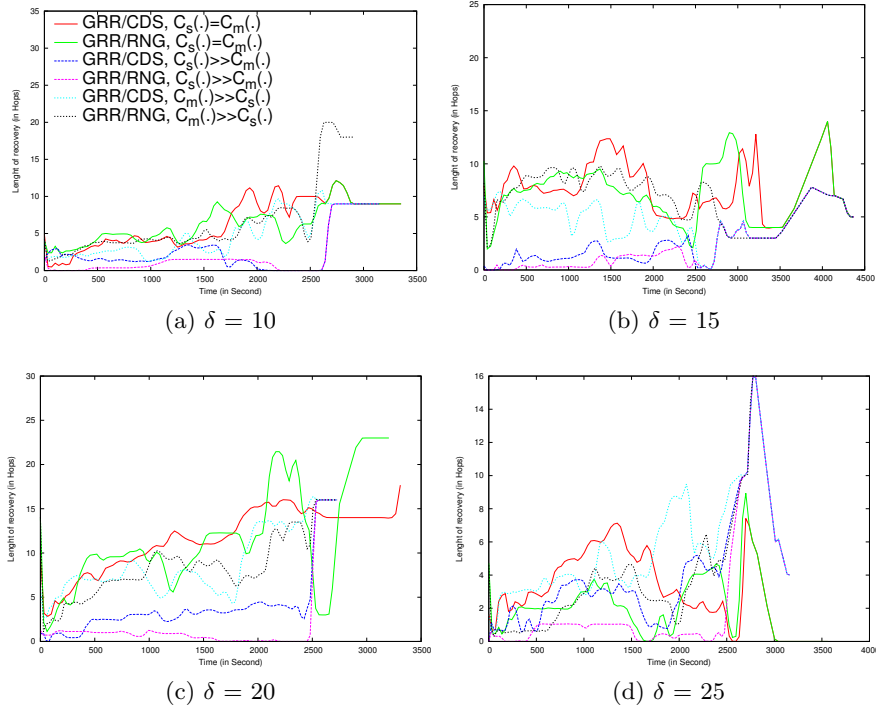 35
30
25
20
15
10
5
0
Lenght of recovery (in Hops)
GRR/CDS, Cs(.)=Cm(.)
GRR/RNG, Cs(.)=Cm(.)
GRR/CDS, Cs(.)>>Cm(.)
GRR/RNG, Cs(.)>>Cm(.)
GRR/CDS, Cm(.)>>Cs(.)
GRR/RNG, Cm(.)>>Cs(.)
0 500 1000 1500 2000 2500 3000 3500
Time (in Second)
(a) δ = 10
20
15
10
5
0
Lenght of recovery (in Hops)
0 500 1000 1500 2000 2500 3000 3500 4000 4500
Time (in Second)
(b) δ = 15
30
25
20
15
10
5
0
Lenght of recovery (in Hops)
0 500 1000 1500 2000 2500 3000 3500
Time (in Second)
(c) δ = 20
16
14
12
10
8
6
4
2
0
Lenght of recovery (in Hops)
0 500 1000 1500 2000 2500 3000 3500 4000
Time (in Second)
(d) δ = 25